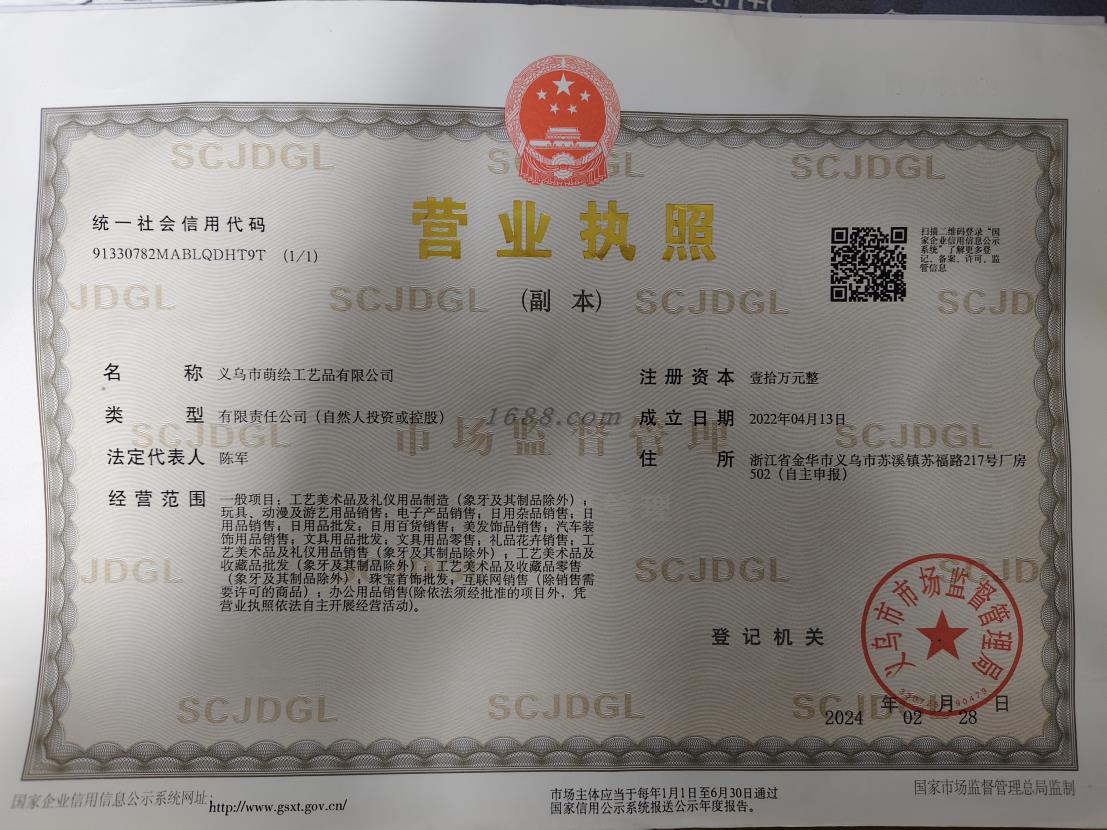 SCJDGL
SCJDGL
SCJDGL
统一社会信用代码
91330782MABLQDHT9T (1/1)
营业执照
(副 本)
扫描二维码登录“国
家企业信用信息公示
系统”了解更多登
记、备案、许可、监
管信息
JDGL
SCJDGL
SCJDGL
SCJD
名 称 义乌市萌绘工艺品有限公司
类 型 有限责任公司（自然人投资或控股）
法定代表人 陈军
经营范围 一般项目：工艺美术品及礼仪用品制造（象牙及其制品除外）；
玩具、动漫及游艺用品销售；电子产品销售；日用杂品销售；日
用品销售；日用品批发；日用百货销售；美发饰品销售；汽车装
饰用品销售；文具用品批发；文具用品零售；礼品花卉销售；工
艺美术品及礼仪用品销售（象牙及其制品除外）；工艺美术品及
收藏品批发（象牙及其制品除外）；工艺美术品及收藏品零售
（象牙及其制品除外）；珠宝首饰批发；互联网销售（除销售需
要许可的商品）；办公用品销售(除依法须经批准的项目外，凭
营业执照依法自主开展经营活动)。
注册资本 壹拾万元整
成立日期 2022年04月13日
住 所 浙江省金华市义乌市苏溪镇苏福路217号厂房
502（自主申报）
1688.com
SCJDGL
市场监督管理
SCJDGL
JDGL
SCJDGL
JD
登记机关
义乌市市场监督管理局
SCJDGL
SCJDGL
SCJDGL
2024 年 02 月 28 日
国家企业信用信息公示系统网址：http://www.gsxt.gov.cn/
市场主体应当于每年1月1日至6月30日通过
国家信用公示系统报送公示年度报告。
国家市场监督管理总局监制